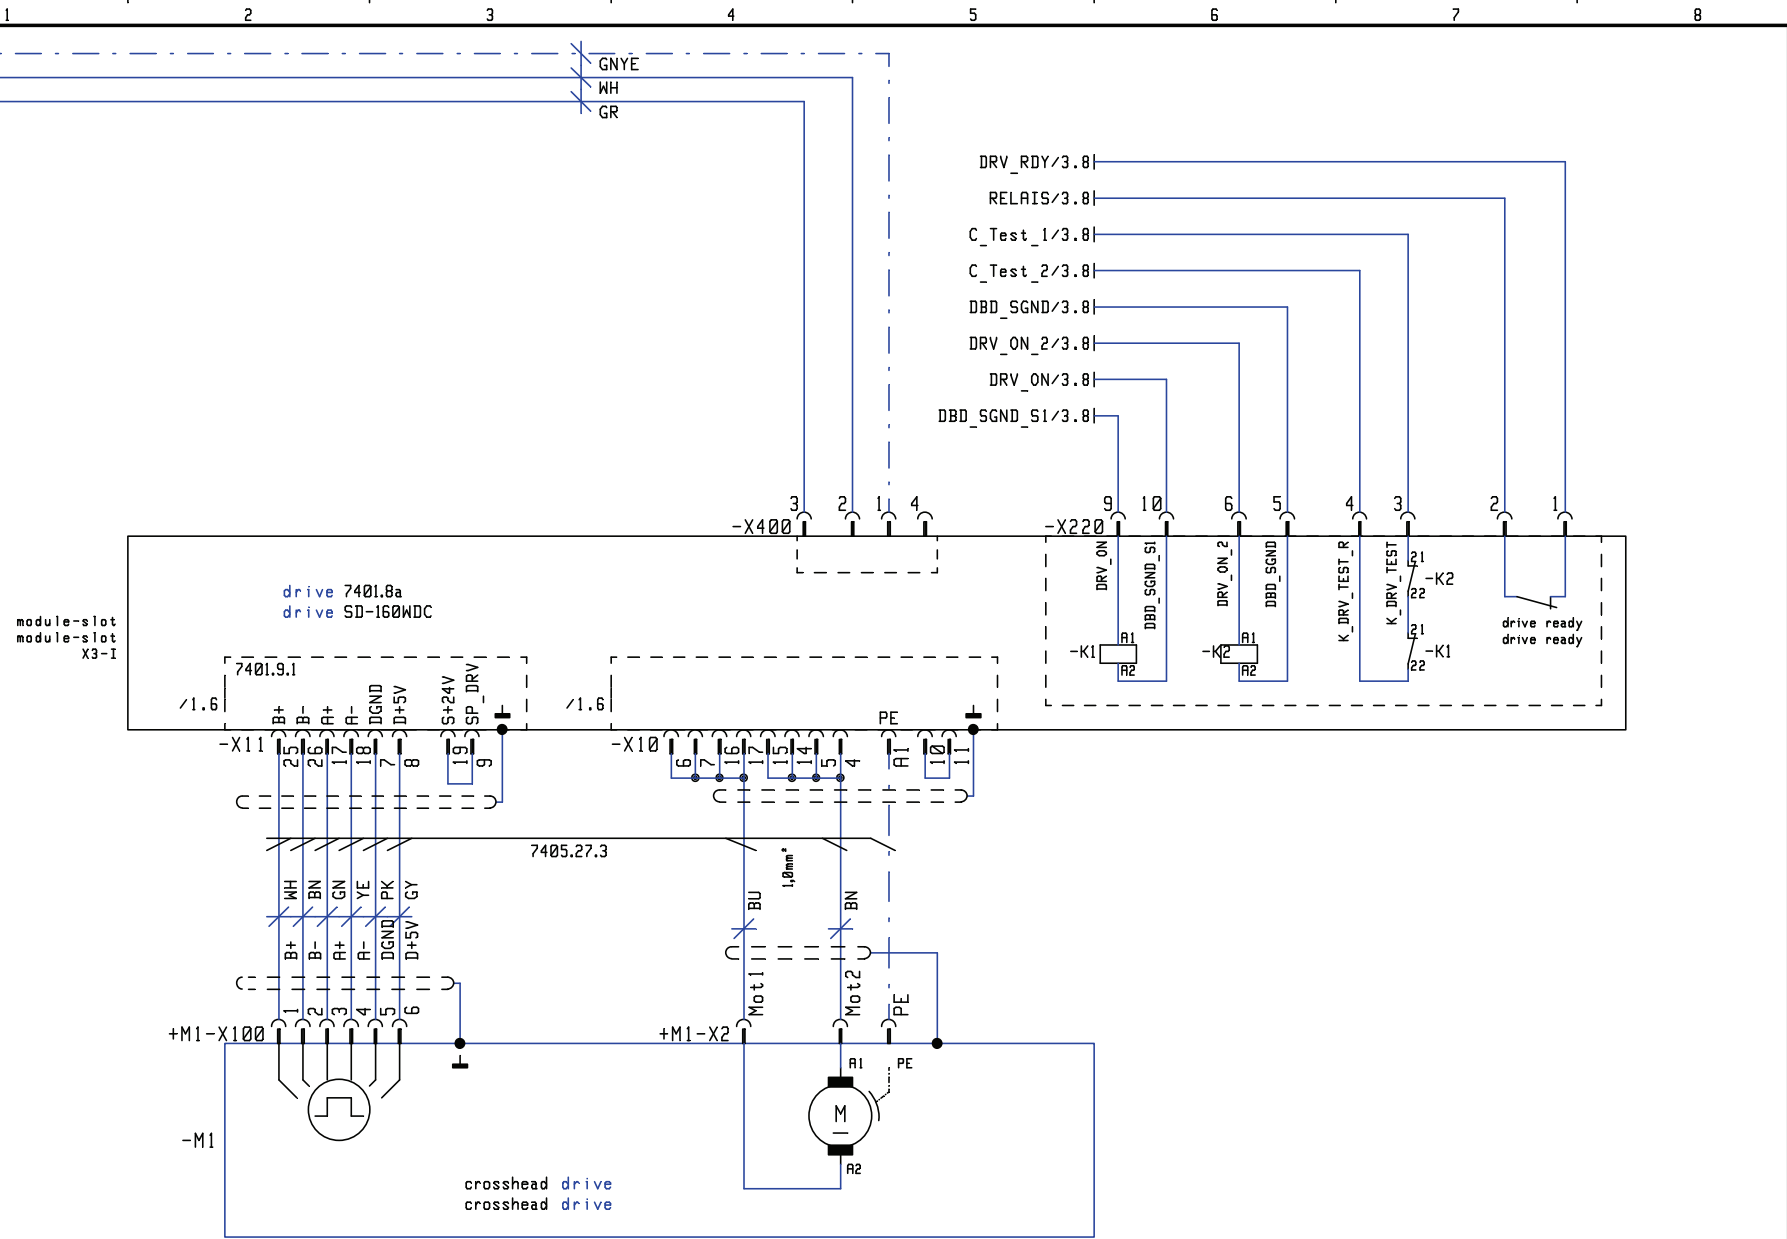 1 2 3 4 5 6 7 8
GNYE
WH
GR
DRV_RDY/3.8
RELAIS/3.8
C_Test_1/3.8
C_Test_2/3.8
DBD_SGND/3.8
DRV_ON_2/3.8
DRV_ON/3.8
DBD_SGND_S1/3.8
-X400 3 2 1 4
-X220 9 10 6 5 4 3 2 1
DRV_ON
DBD_SGND_S1
DRV_ON_2
DBD_SGND
K_DRV_TEST_R
K_DRV_TEST
21
-K2
22
21
-K1
22
-K1 A1
A2
-K2 A1
A2
drive ready
drive ready
drive 7401.8a
drive SD-160WDC
module-slot
module-slot
X3-I
7401.9.1
/1.6
B+ B- A+ A- DGND D+5V S+24V SP_DRV
/1.6
PE
-X11 25 26 17 18 7 8 19 9
-X10 6 7 16 17 15 14 5 4 A1 10 11
7405.27.3
1,0mm²
WH BN GN YE PK GY
BU BN
B+ B- A+ A- DGND D+5V
Mot1 Mot2 PE
+M1-X100 1 2 3 4 5 6
+M1-X2
A1 PE
M
A2
-M1
crosshead drive
crosshead drive